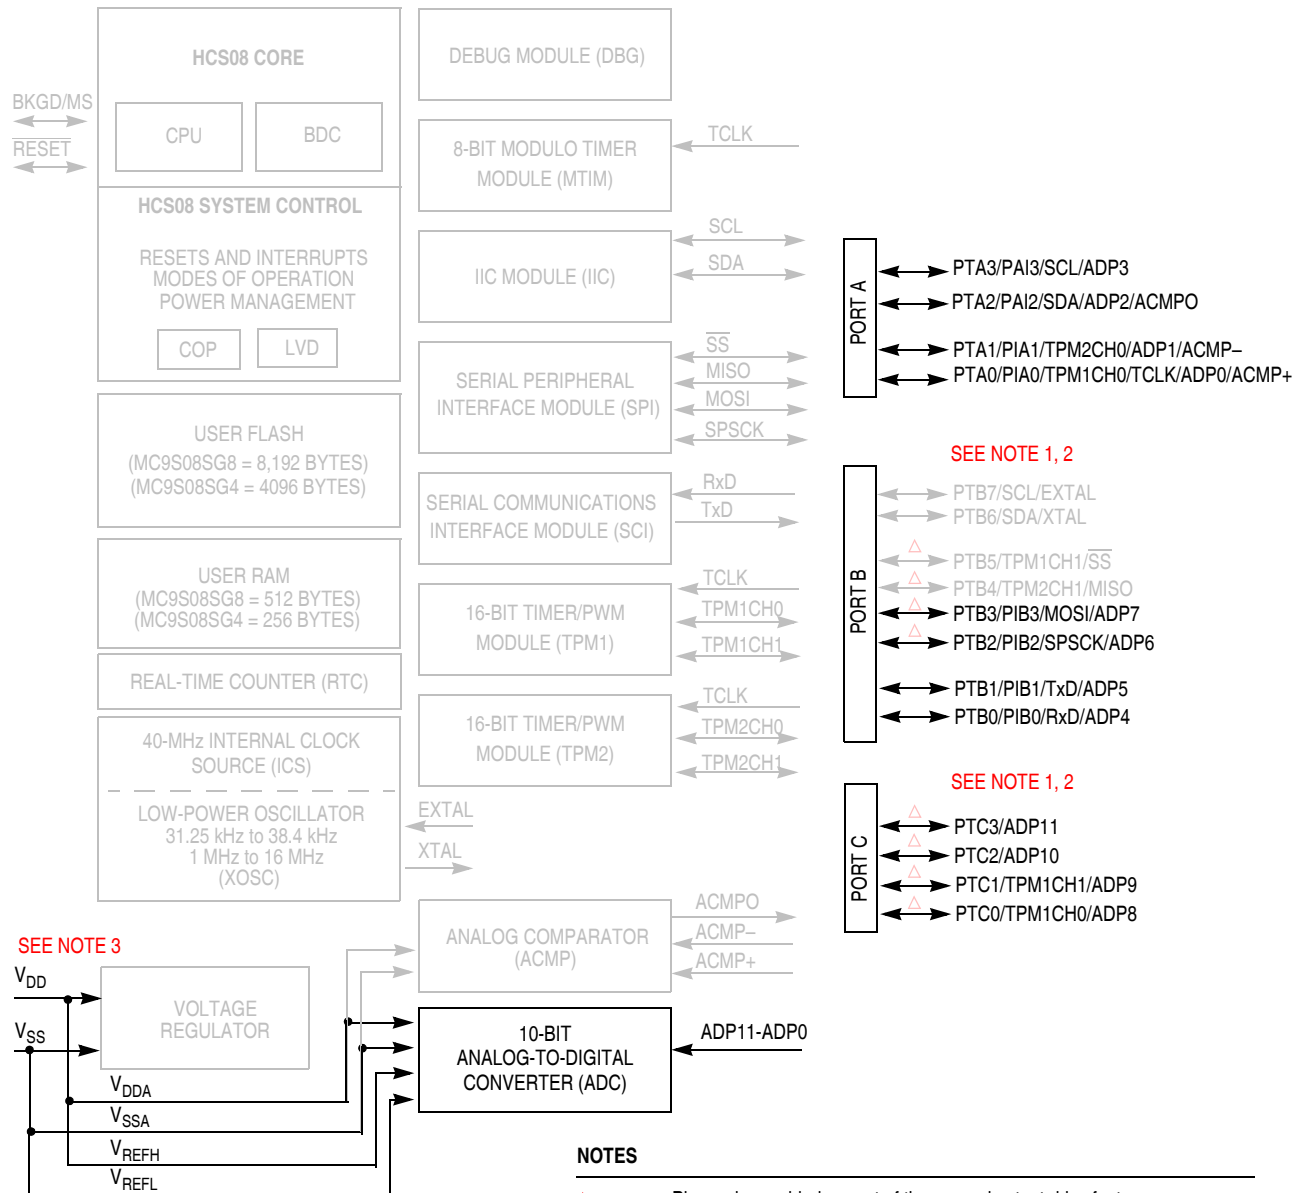 HCS08 CORE
CPU
BDC
BKGD/MS
RESET
HCS08 SYSTEM CONTROL
RESETS AND INTERRUPTS
MODES OF OPERATION
POWER MANAGEMENT
COP
LVD
USER FLASH
(MC9S08SG8 = 8,192 BYTES)
(MC9S08SG4 = 4096 BYTES)
USER RAM
(MC9S08SG8 = 512 BYTES)
(MC9S08SG4 = 256 BYTES)
REAL-TIME COUNTER (RTC)
40-MHz INTERNAL CLOCK
SOURCE (ICS)
LOW-POWER OSCILLATOR
31.25 kHz to 38.4 kHz
1 MHz to 16 MHz
(XOSC)
EXTAL
XTAL
SEE NOTE 3
VDD
VSS
VOLTAGE
REGULATOR
VDDA
VSSA
VREFH
VREFL
DEBUG MODULE (DBG)
8-BIT MODULO TIMER
MODULE (MTIM)
TCLK
IIC MODULE (IIC)
SCL
SDA
SERIAL PERIPHERAL
INTERFACE MODULE (SPI)
SS
MISO
MOSI
SPSCK
SERIAL COMMUNICATIONS
INTERFACE MODULE (SCI)
RxD
TxD
16-BIT TIMER/PWM
MODULE (TPM1)
TCLK
TPM1CH0
TPM1CH1
16-BIT TIMER/PWM
MODULE (TPM2)
TCLK
TPM2CH0
TPM2CH1
ANALOG COMPARATOR
(ACMP)
ACMPO
ACMP–
ACMP+
10-BIT
ANALOG-TO-DIGITAL
CONVERTER (ADC)
ADP11-ADP0
PORT A
PTA3/PAI3/SCL/ADP3
PTA2/PAI2/SDA/ADP2/ACMPO
PTA1/PIA1/TPM2CH0/ADP1/ACMP–
PTA0/PIA0/TPM1CH0/TCLK/ADP0/ACMP+
SEE NOTE 1, 2
PORT B
PTB7/SCL/EXTAL
PTB6/SDA/XTAL
PTB5/TPM1CH1/SS
PTB4/TPM2CH1/MISO
PTB3/PIB3/MOSI/ADP7
PTB2/PIB2/SPSCK/ADP6
PTB1/PIB1/TxD/ADP5
PTB0/PIB0/RxD/ADP4
SEE NOTE 1, 2
PORT C
PTC3/ADP11
PTC2/ADP10
PTC1/TPM1CH1/ADP9
PTC0/TPM1CH0/ADP8
NOTES